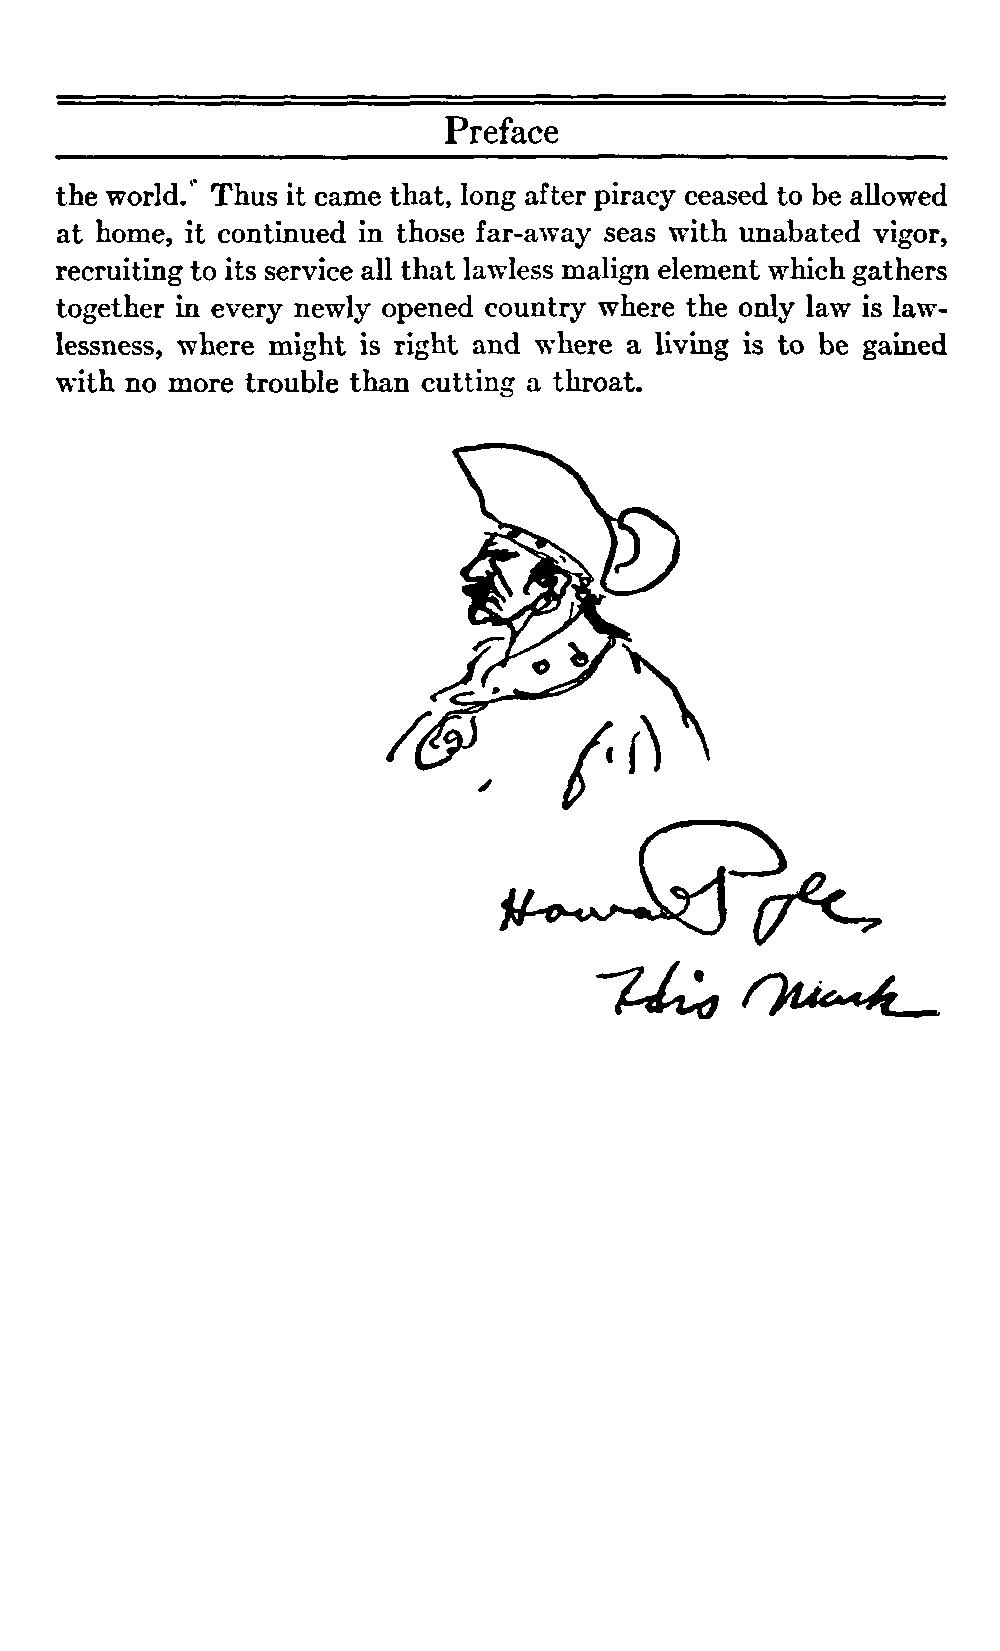 Preface
the world. Thus it came that, long after piracy ceased to be allowed
at home, it continued in those far-away seas with unabated vigor,
recruiting to its service all that lawless malign element which gathers
together in every newly opened country where the only law is law-
lessness, where might is right and where a living is to be gained
with no more trouble than cutting a throat.
Howard Pyle
His Mark